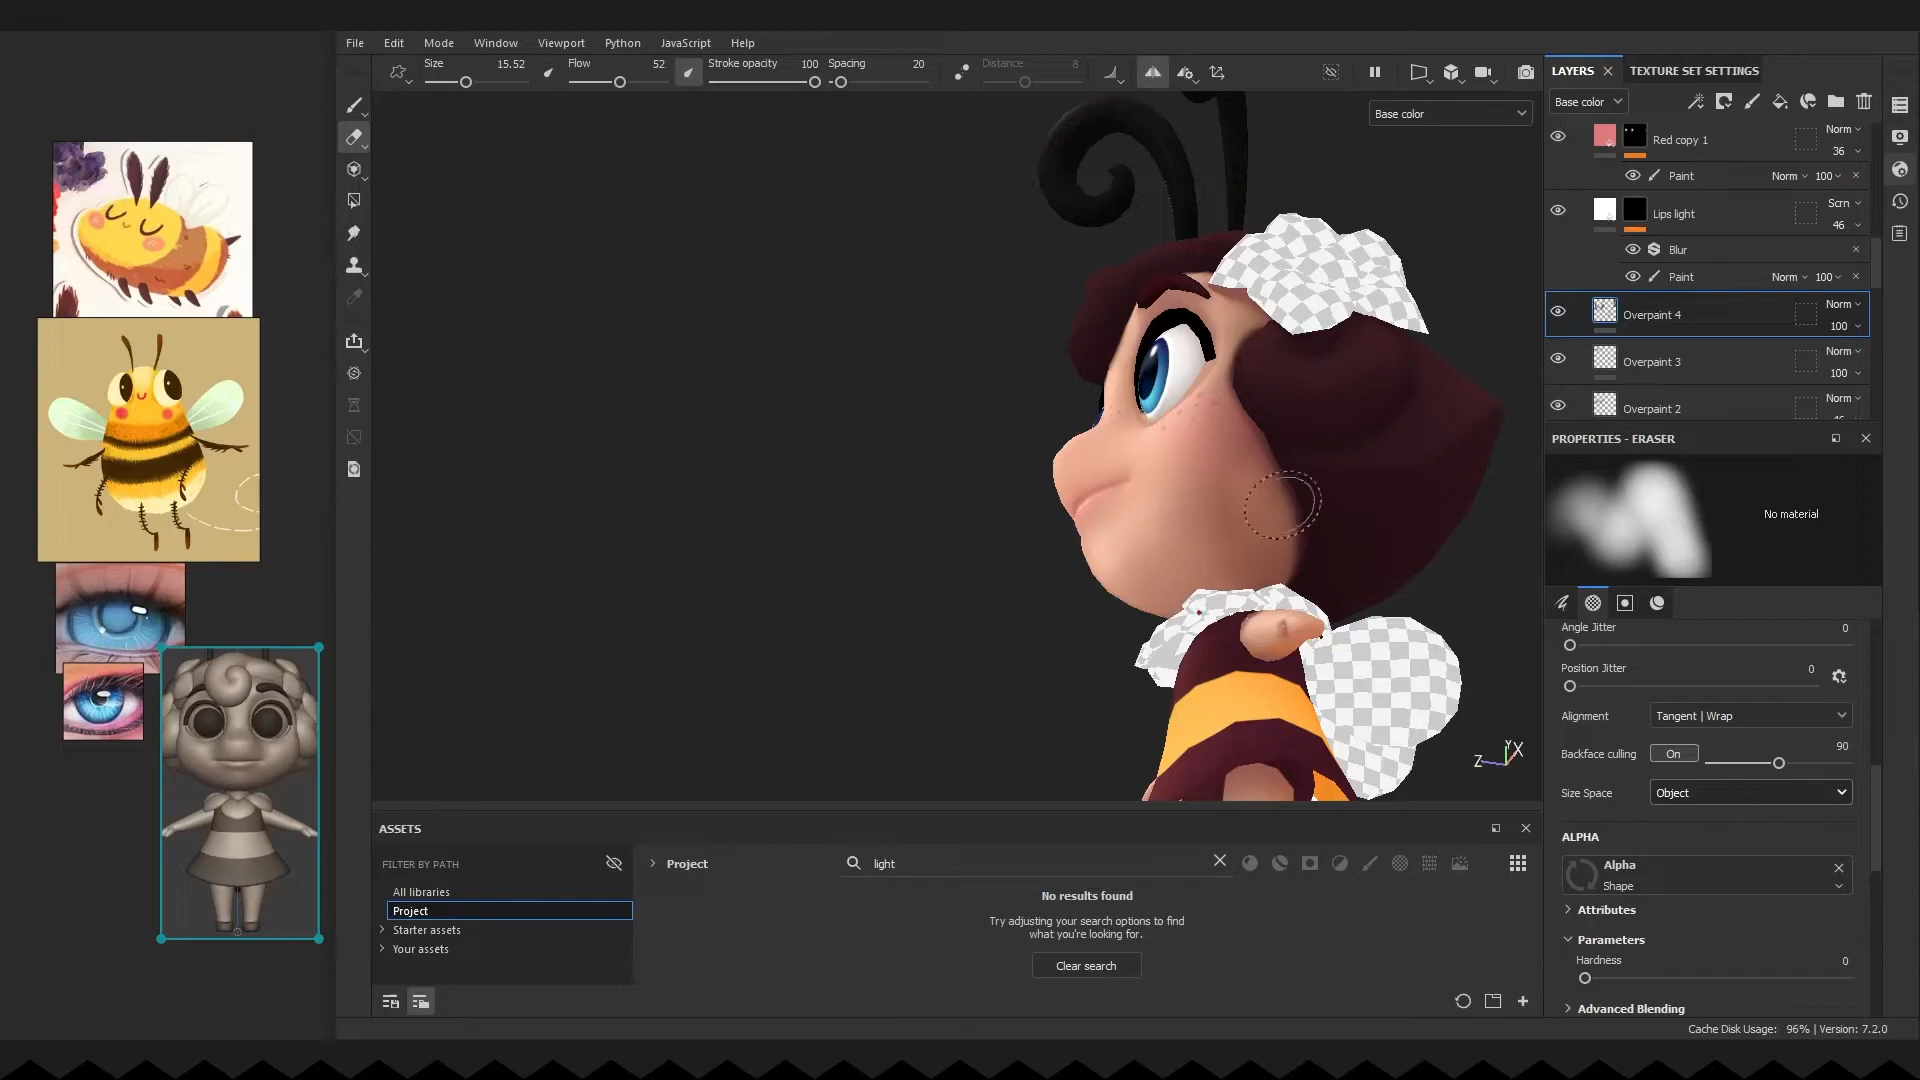 File Edit Mode Window Viewport Python JavaScript Help
Size 15.52 Flow 52 Stroke opacity 100 Spacing 20 Distance 8
Base color
LAYERS TEXTURE SET SETTINGS
Base color
Red copy 1 Norm 36
Paint Norm 100
Lips light Scrn 46
Blur
Paint Norm 100
Overpaint 4 Norm 100
Overpaint 3 Norm 100
Overpaint 2 Norm
PROPERTIES - ERASER
No material
Angle Jitter 0
Position Jitter 0
Alignment Tangent | Wrap
Backface culling On 90
Size Space Object
ALPHA
Alpha
Shape
Attributes
Parameters
Hardness 0
Advanced Blending
Z Y X
ASSETS
FILTER BY PATH
All libraries
Project
Starter assets
Your assets
Project
light
No results found
Try adjusting your search options to find
what you're looking for.
Clear search
Cache Disk Usage: 96% | Version: 7.2.0